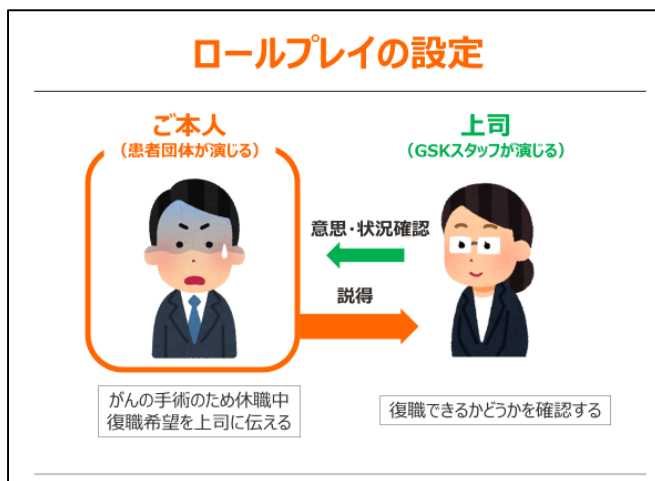 ロールプレイの設定
ご本人
（患者団体が演じる）
上司
（GSKスタッフが演じる）
意思・状況確認
説得
がんの手術のため休職中
復職希望を上司に伝える
復職できるかどうかを確認する